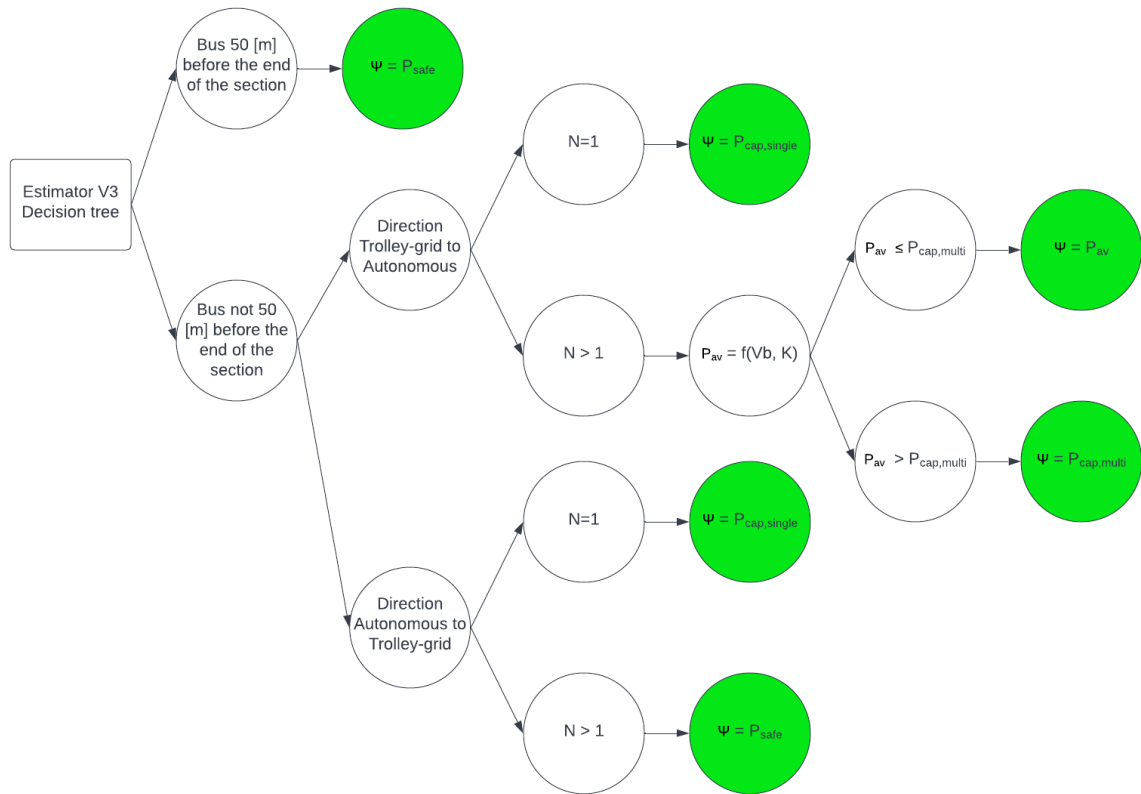 Estimator V3
Decision tree
Bus 50 [m]
before the end
of the section
Ψ = Psafe
Bus not 50
[m] before the
end of the
section
Direction
Trolley-grid to
Autonomous
N=1
Ψ = Pcap,single
N > 1
Pav = f(Vb, K)
Pav ≤ Pcap,multi
Ψ = Pav
Pav > Pcap,multi
Ψ = Pcap,multi
Direction
Autonomous to
Trolley-grid
N=1
Ψ = Pcap,single
N > 1
Ψ = Psafe